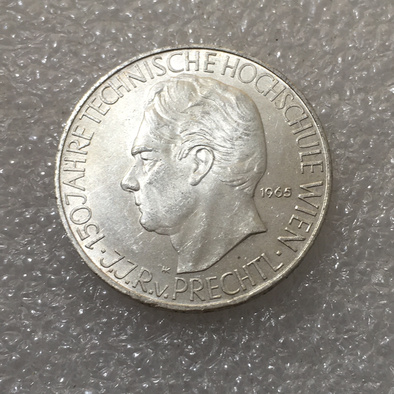 150 JAHRE TECHNISCHE HOCHSCHULE WIEN
· J.J.R.v. PRECHTL ·
1965